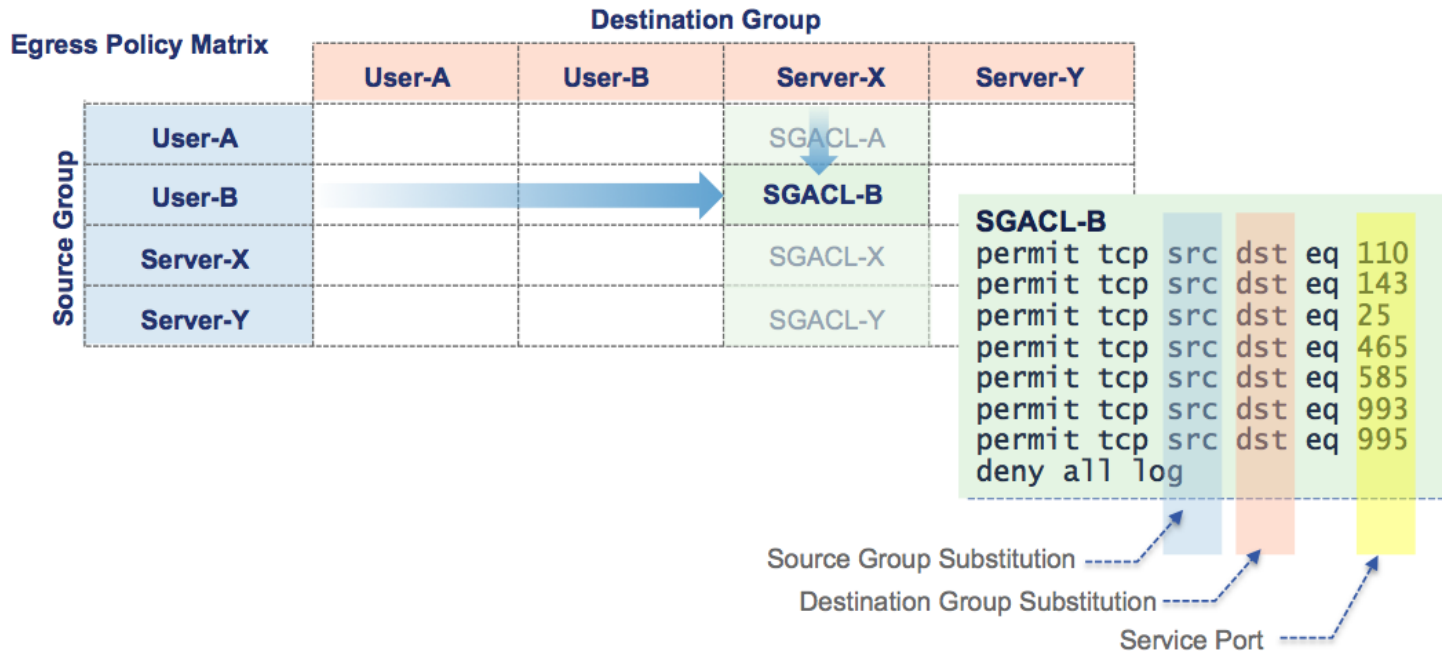 Destination Group
Egress Policy Matrix
User-A User-B Server-X Server-Y
Source Group
User-A SGACL-A
User-B SGACL-B
Server-X SGACL-X
Server-Y SGACL-Y
SGACL-B
permit tcp src dst eq 110
permit tcp src dst eq 143
permit tcp src dst eq 25
permit tcp src dst eq 465
permit tcp src dst eq 585
permit tcp src dst eq 993
permit tcp src dst eq 995
deny all log
Source Group Substitution
Destination Group Substitution
Service Port